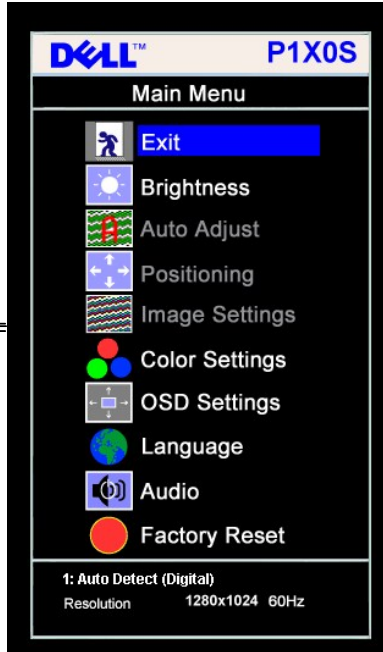 DELL™ P1X0S
Main Menu
Exit
Brightness
Auto Adjust
Positioning
Image Settings
Color Settings
OSD Settings
Language
Audio
Factory Reset
1: Auto Detect (Digital)
Resolution 1280x1024 60Hz